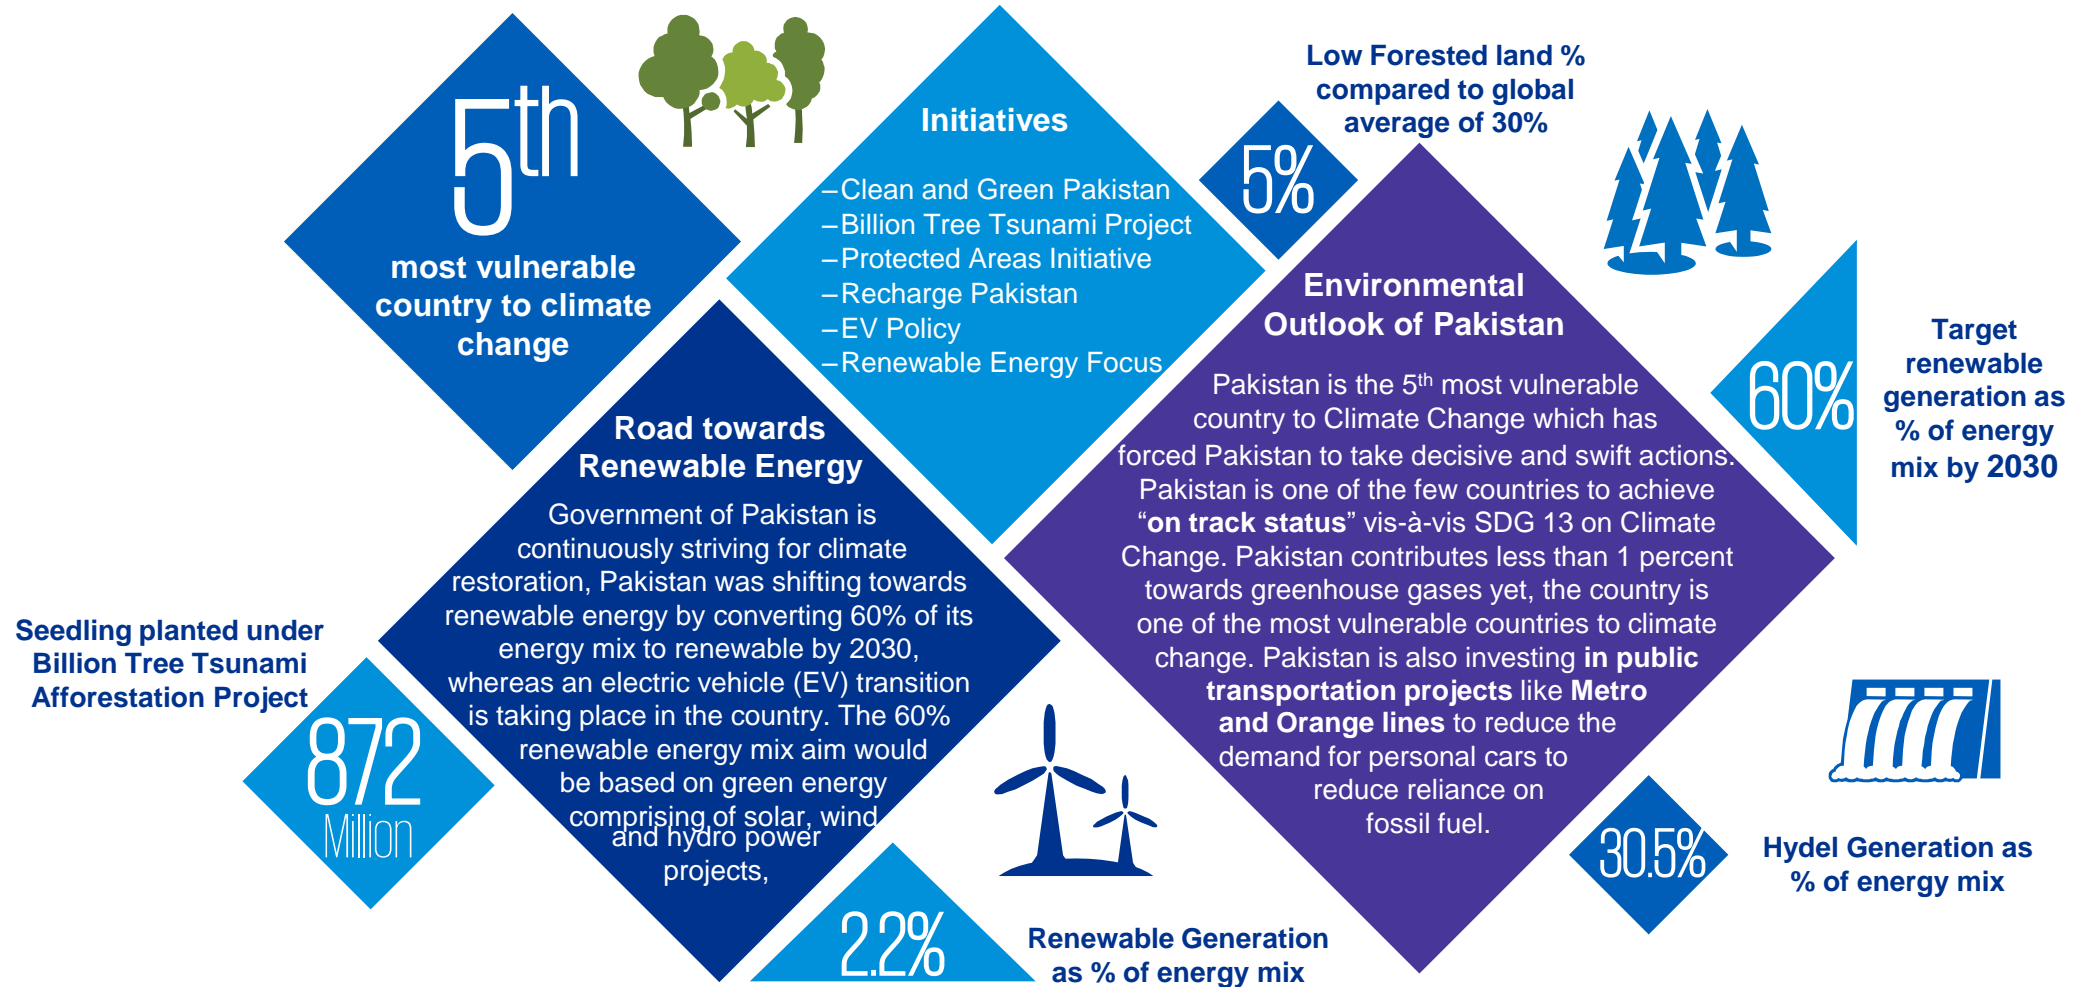 5th
most vulnerable
country to climate
change
Initiatives
–Clean and Green Pakistan
–Billion Tree Tsunami Project
–Protected Areas Initiative
–Recharge Pakistan
–EV Policy
–Renewable Energy Focus
Low Forested land %
compared to global
average of 30%
5%
Environmental
Outlook of Pakistan
Pakistan is the 5th most vulnerable
country to Climate Change which has
forced Pakistan to take decisive and swift actions.
Pakistan is one of the few countries to achieve
“on track status” vis-à-vis SDG 13 on Climate
Change. Pakistan contributes less than 1 percent
towards greenhouse gases yet, the country is
one of the most vulnerable countries to climate
change. Pakistan is also investing in public
transportation projects like Metro
and Orange lines to reduce the
demand for personal cars to
reduce reliance on
fossil fuel.
60%
Target
renewable
generation as
% of energy
mix by 2030
Road towards
Renewable Energy
Government of Pakistan is
continuously striving for climate
restoration, Pakistan was shifting towards
renewable energy by converting 60% of its
energy mix to renewable by 2030,
whereas an electric vehicle (EV) transition
is taking place in the country. The 60%
renewable energy mix aim would
be based on green energy
comprising of solar, wind
and hydro power
projects,
Seedling planted under
Billion Tree Tsunami
Afforestation Project
872
Million
2.2%
Renewable Generation
as % of energy mix
30.5%
Hydel Generation as
% of energy mix